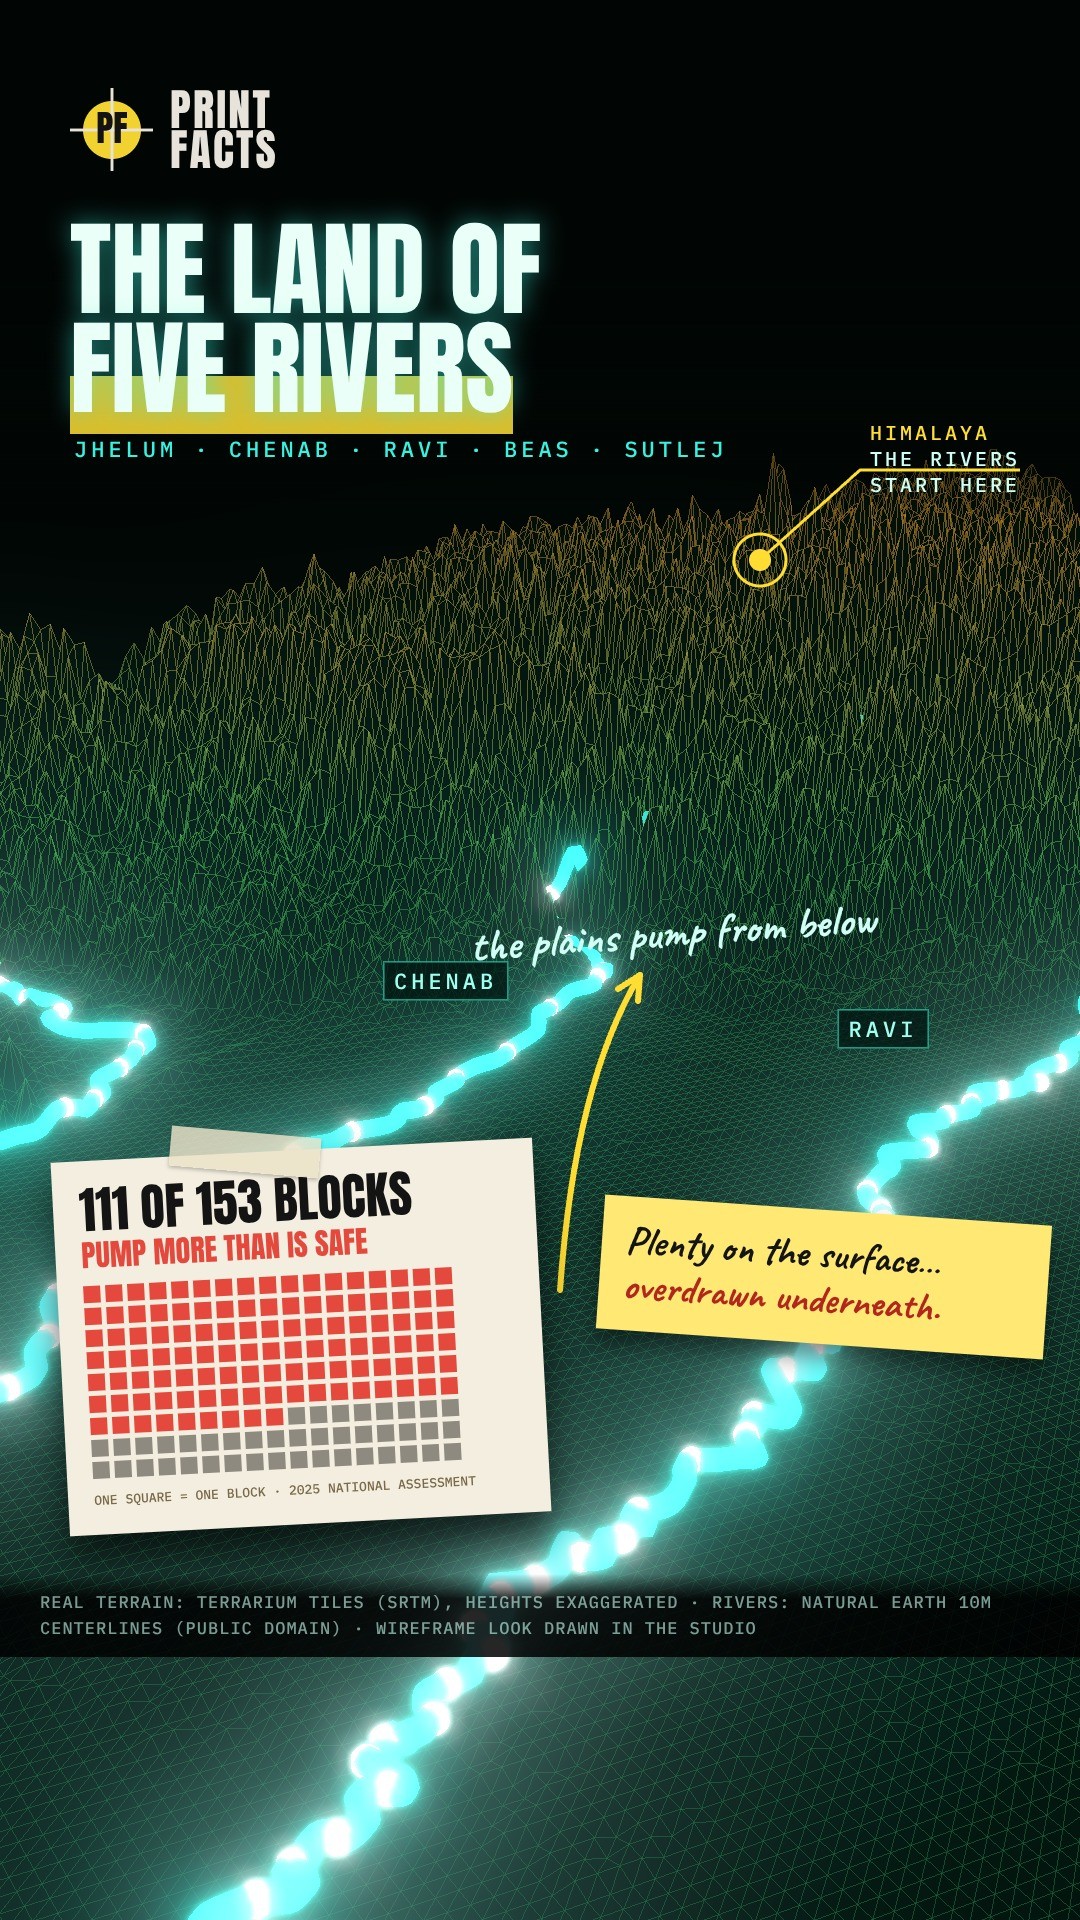 PF
PRINT
FACTS
THE LAND OF
FIVE RIVERS
JHELUM · CHENAB · RAVI · BEAS · SUTLEJ
HIMALAYA
THE RIVERS
START HERE
the plains pump from below
CHENAB
RAVI
111 OF 153 BLOCKS
PUMP MORE THAN IS SAFE
ONE SQUARE = ONE BLOCK · 2025 NATIONAL ASSESSMENT
Plenty on the surface...
overdrawn underneath.
REAL TERRAIN: TERRARIUM TILES (SRTM), HEIGHTS EXAGGERATED · RIVERS: NATURAL EARTH 10M
CENTERLINES (PUBLIC DOMAIN) · WIREFRAME LOOK DRAWN IN THE STUDIO